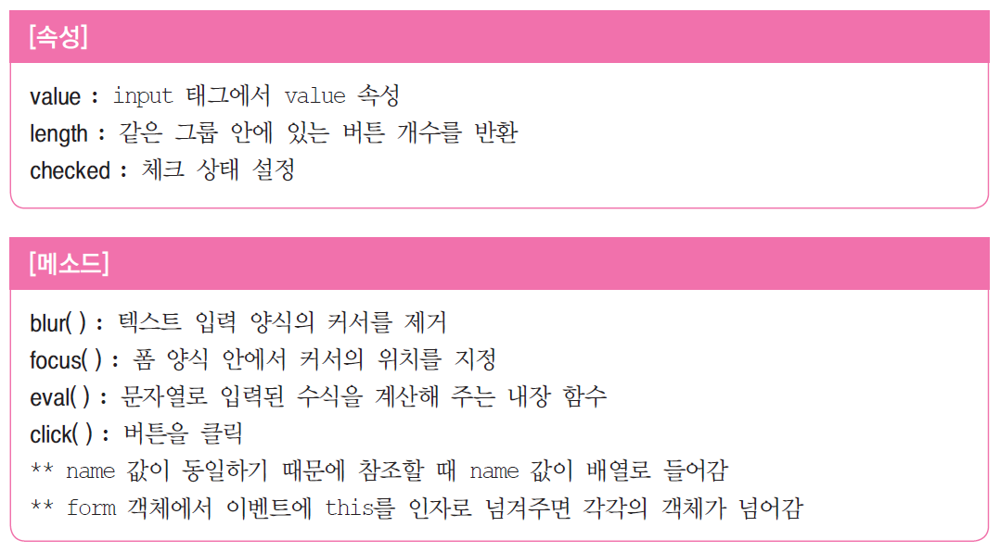 [속성]
value : input 태그에서 value 속성
length : 같은 그룹 안에 있는 버튼 개수를 반환
checked : 체크 상태 설정
[메소드]
blur( ) : 텍스트 입력 양식의 커서를 제거
focus( ) : 폼 양식 안에서 커서의 위치를 지정
eval( ) : 문자열로 입력된 수식을 계산해 주는 내장 함수
click( ) : 버튼을 클릭
** name 값이 동일하기 때문에 참조할 때 name 값이 배열로 들어감
** form 객체에서 이벤트에 this를 인자로 넘겨주면 각각의 객체가 넘어감